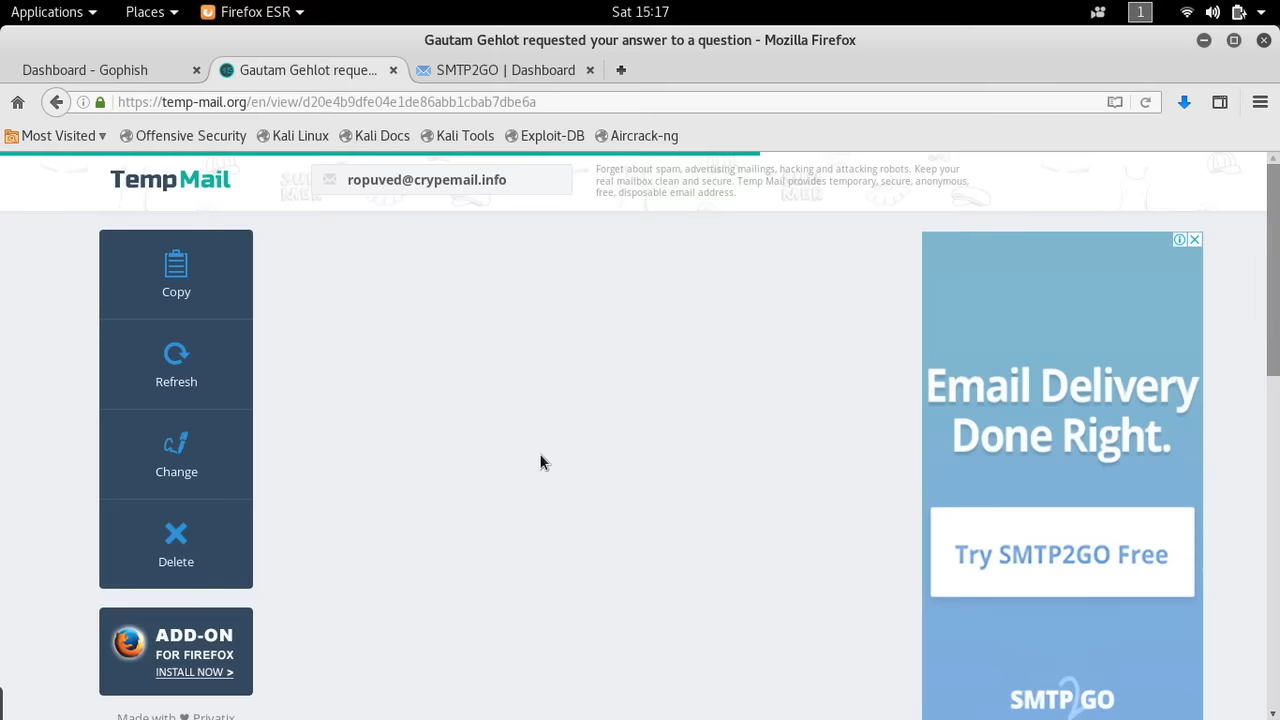 Applications
Places
Firefox ESR
Sat 15:17
1
Gautam Gehlot requested your answer to a question - Mozilla Firefox
Dashboard - Gophish
Gautam Gehlot reque...
SMTP2GO | Dashboard
https://temp-mail.org/en/view/d20e4b9dfe04e1de86abb1cbab7dbe6a
Most Visited
Offensive Security
Kali Linux
Kali Docs
Kali Tools
Exploit-DB
Aircrack-ng
TempMail
ropuved@crypemail.info
Forget about spam, advertising mailings, hacking and attacking robots. Keep your
real mailbox clean and secure. Temp Mail provides temporary, secure, anonymous,
free, disposable email address.
Copy
Refresh
Change
Delete
ADD-ON
FOR FIREFOX
INSTALL NOW >
Made with ♥ Privatix
Email Delivery
Done Right.
Try SMTP2GO Free
SMTP2GO